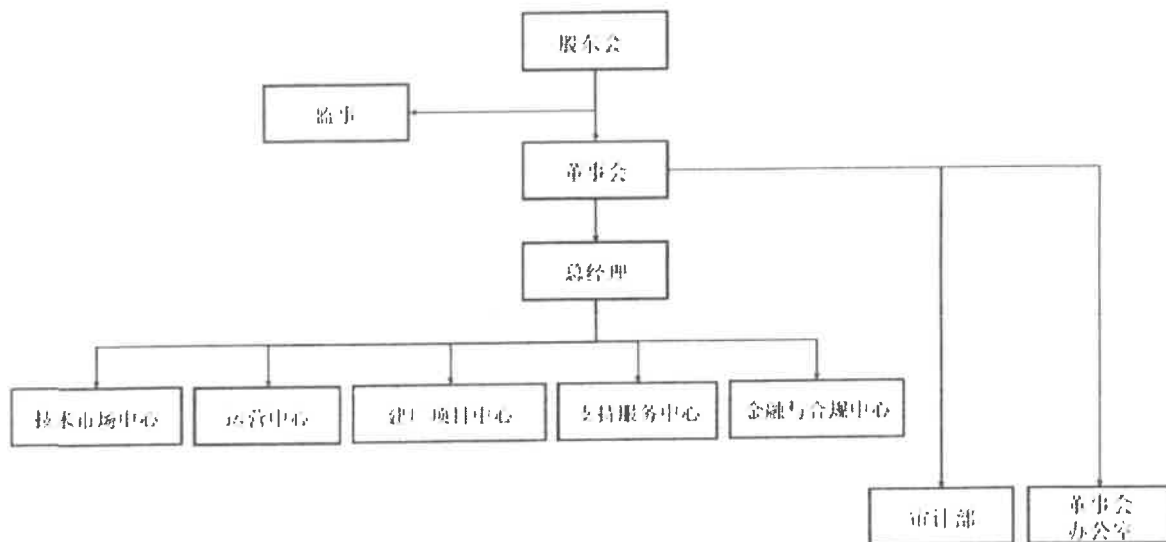 股东会
监事
董事会
总经理
技术市场中心
运营中心
建厂项目中心
支持服务中心
金融与合规中心
审计部
董事会
办公室